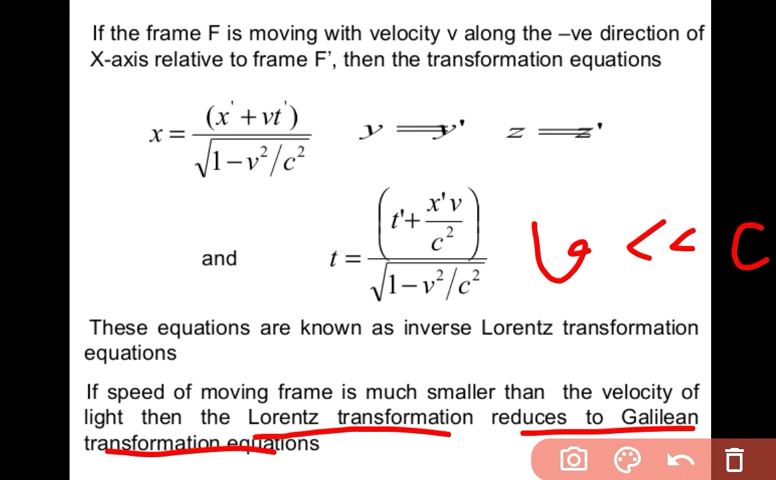 If the frame F is moving with velocity v along the –ve direction of
X-axis relative to frame F', then the transformation equations
x = (x' + vt') / √(1 – v²/c²)    y = y'    z = z'
and    t = (t' + x'v/c²) / √(1 – v²/c²)    v << c
These equations are known as inverse Lorentz transformation
equations
If speed of moving frame is much smaller than the velocity of
light then the Lorentz transformation reduces to Galilean
transformation equations